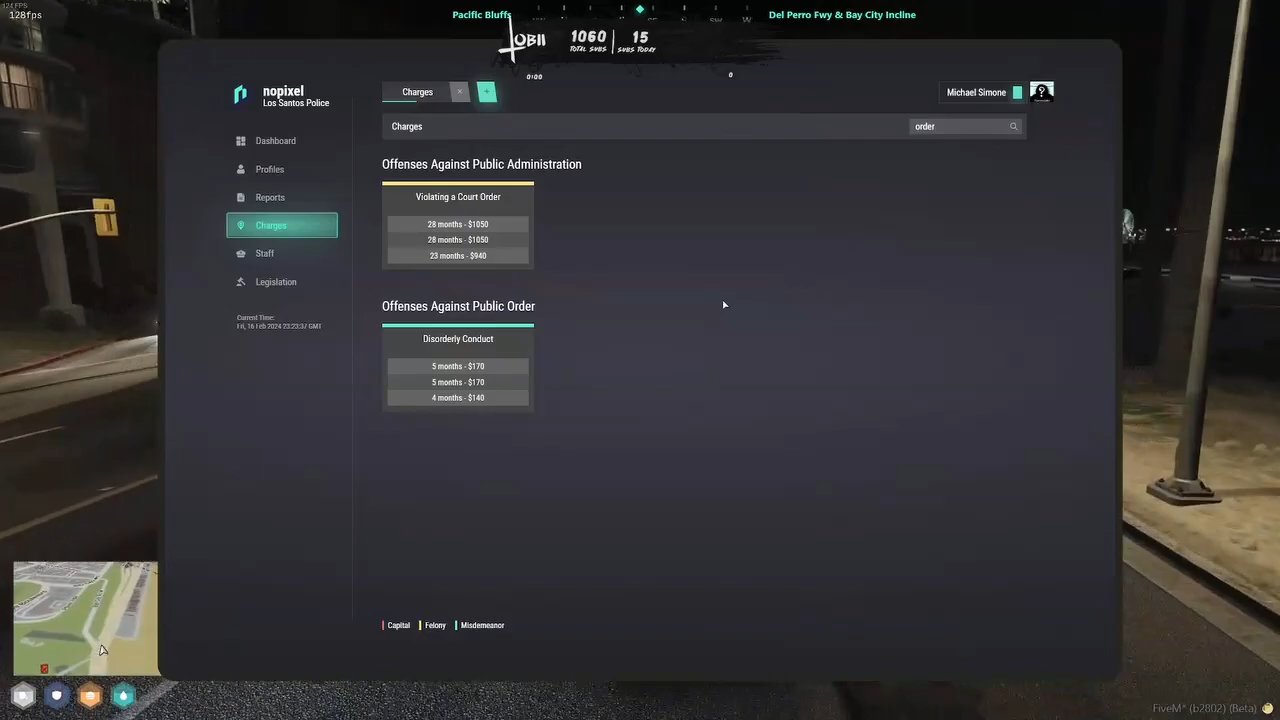 124 FPS
128fps
Pacific Bluffs
SW
W
Del Perro Fwy & Bay City Incline
TOBII
1060
TOTAL SUBS
15
SUBS TODAY
0:00
0
nopixel
Los Santos Police
Charges
×
+
Michael Simone
Charges
order
Dashboard
Profiles
Reports
Charges
Staff
Legislation
Current Time:
Fri, 16 Feb 2024 23:23:37 GMT
Offenses Against Public Administration
Violating a Court Order
28 months - $1050
28 months - $1050
23 months - $940
Offenses Against Public Order
Disorderly Conduct
5 months - $170
5 months - $170
4 months - $140
Capital
Felony
Misdemeanor
FiveM* (b2802) (Beta)